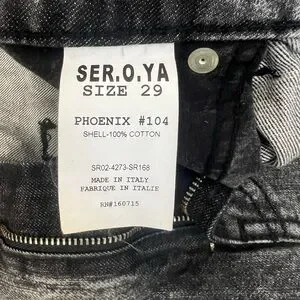 SER.O.YA
SIZE 29
PHOENIX #104
SHELL-100% COTTON
SR02-4273-SR168
MADE IN ITALY
FABRIQUE EN ITALIE
RN#160715